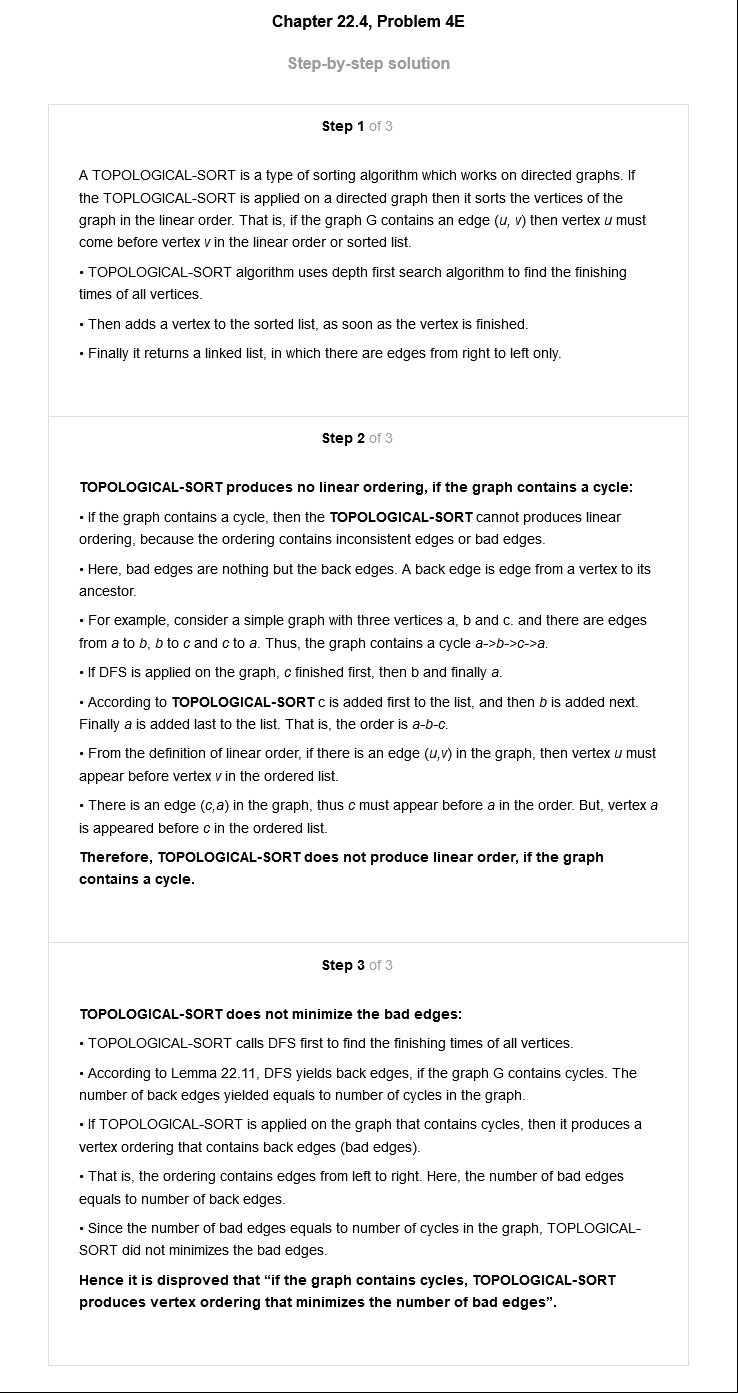 Chapter 22.4, Problem 4E
Step-by-step solution
Step 1 of 3
A TOPOLOGICAL-SORT is a type of sorting algorithm which works on directed graphs. If
the TOPLOGICAL-SORT is applied on a directed graph then it sorts the vertices of the
graph in the linear order. That is, if the graph G contains an edge (u, v) then vertex u must
come before vertex v in the linear order or sorted list.
• TOPOLOGICAL-SORT algorithm uses depth first search algorithm to find the finishing
times of all vertices.
• Then adds a vertex to the sorted list, as soon as the vertex is finished.
• Finally it returns a linked list, in which there are edges from right to left only.
Step 2 of 3
TOPOLOGICAL-SORT produces no linear ordering, if the graph contains a cycle:
• If the graph contains a cycle, then the TOPOLOGICAL-SORT cannot produces linear
ordering, because the ordering contains inconsistent edges or bad edges.
• Here, bad edges are nothing but the back edges. A back edge is edge from a vertex to its
ancestor.
• For example, consider a simple graph with three vertices a, b and c. and there are edges
from a to b, b to c and c to a. Thus, the graph contains a cycle a->b->c->a.
• If DFS is applied on the graph, c finished first, then b and finally a.
• According to TOPOLOGICAL-SORT c is added first to the list, and then b is added next.
Finally a is added last to the list. That is, the order is a-b-c.
• From the definition of linear order, if there is an edge (u,v) in the graph, then vertex u must
appear before vertex v in the ordered list.
• There is an edge (c,a) in the graph, thus c must appear before a in the order. But, vertex a
is appeared before c in the ordered list.
Therefore, TOPOLOGICAL-SORT does not produce linear order, if the graph
contains a cycle.
Step 3 of 3
TOPOLOGICAL-SORT does not minimize the bad edges:
• TOPOLOGICAL-SORT calls DFS first to find the finishing times of all vertices.
• According to Lemma 22.11, DFS yields back edges, if the graph G contains cycles. The
number of back edges yielded equals to number of cycles in the graph.
• If TOPOLOGICAL-SORT is applied on the graph that contains cycles, then it produces a
vertex ordering that contains back edges (bad edges).
• That is, the ordering contains edges from left to right. Here, the number of bad edges
equals to number of back edges.
• Since the number of bad edges equals to number of cycles in the graph, TOPLOGICAL-
SORT did not minimizes the bad edges.
Hence it is disproved that “if the graph contains cycles, TOPOLOGICAL-SORT
produces vertex ordering that minimizes the number of bad edges”.